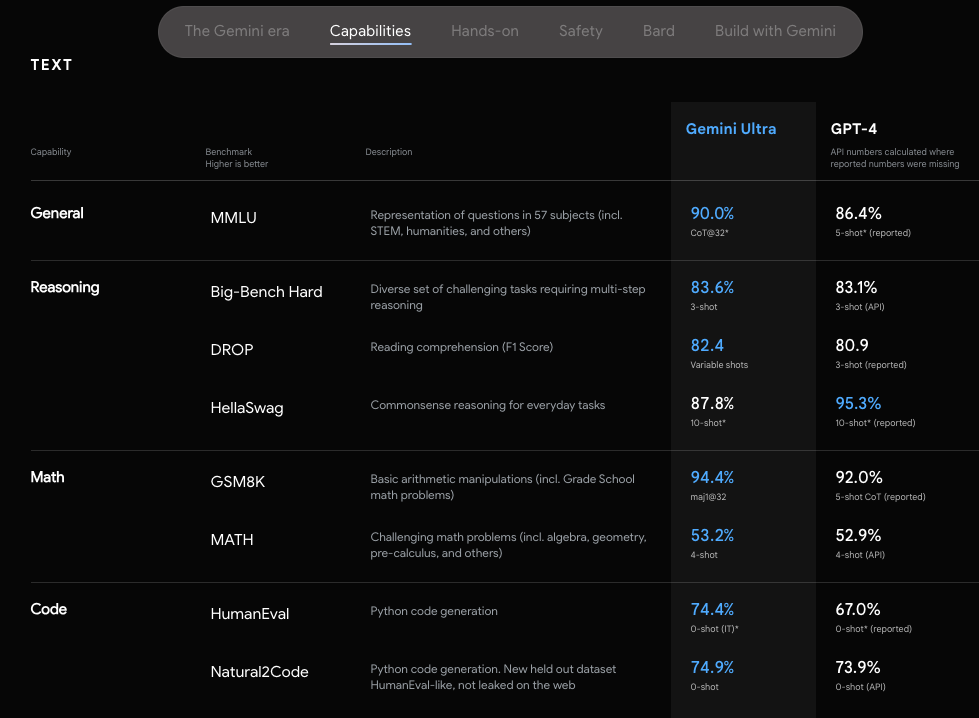 The Gemini era Capabilities Hands-on Safety Bard Build with Gemini
TEXT
Gemini Ultra GPT-4
Capability Benchmark Description API numbers calculated where
Higher is better reported numbers were missing
General MMLU Representation of questions in 57 subjects (incl. 90.0% 86.4%
STEM, humanities, and others) CoT@32* 5-shot* (reported)
Reasoning Big-Bench Hard Diverse set of challenging tasks requiring multi-step 83.6% 83.1%
reasoning 3-shot 3-shot (API)
DROP Reading comprehension (F1 Score) 82.4 80.9
Variable shots 3-shot (reported)
HellaSwag Commonsense reasoning for everyday tasks 87.8% 95.3%
10-shot* 10-shot* (reported)
Math GSM8K Basic arithmetic manipulations (incl. Grade School 94.4% 92.0%
math problems) maj1@32 5-shot CoT (reported)
MATH Challenging math problems (incl. algebra, geometry, 53.2% 52.9%
pre-calculus, and others) 4-shot 4-shot (API)
Code HumanEval Python code generation 74.4% 67.0%
0-shot (IT)* 0-shot* (reported)
Natural2Code Python code generation. New held out dataset 74.9% 73.9%
HumanEval-like, not leaked on the web 0-shot 0-shot (API)